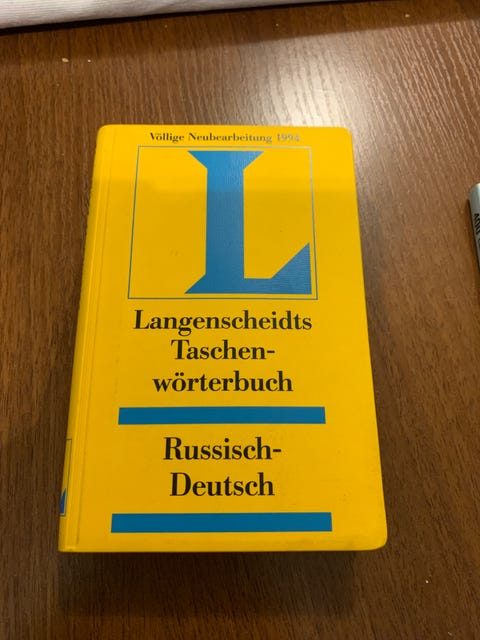 Völlige Neubearbeitung 1994
L
Langenscheidts
Taschen-
wörterbuch
Russisch-
Deutsch